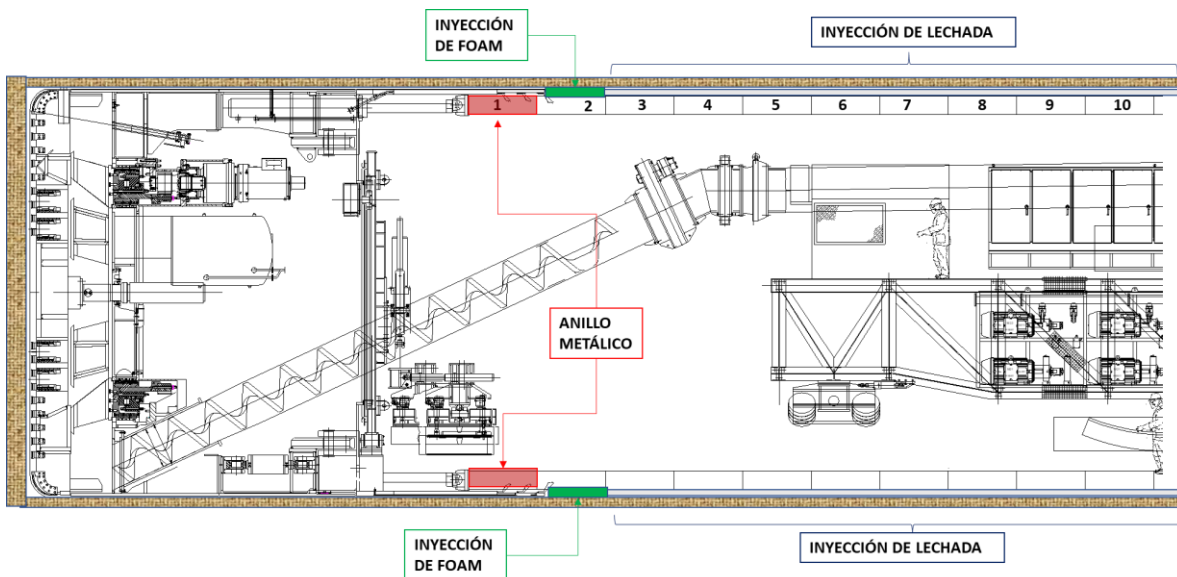 INYECCIÓN
DE FOAM
INYECCIÓN DE LECHADA
1 2 3 4 5 6 7 8 9 10
ANILLO
METÁLICO
INYECCIÓN
DE FOAM
INYECCIÓN DE LECHADA